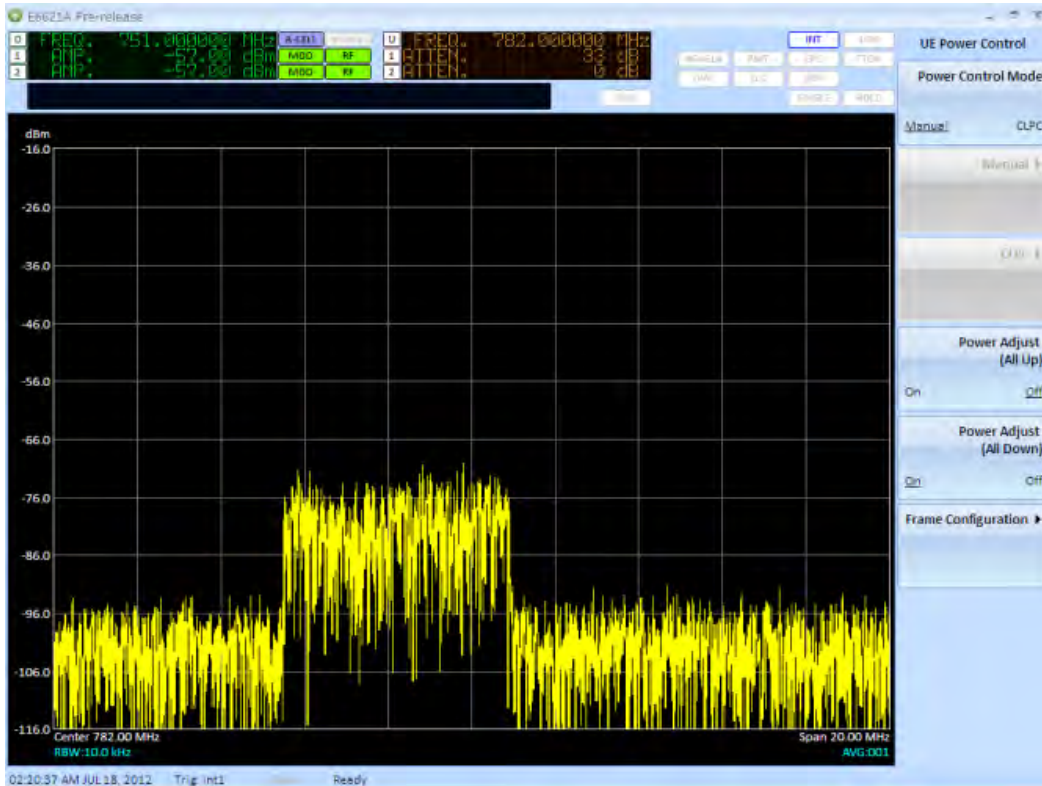 E6621A Pre-release
0 FREQ. 751.000000 MHz A-CELL
1 AMP. -57.00 dBm MOD RF
2 AMP. -57.00 dBm MOD RF
U FREQ. 782.000000 MHz
1 ATTEN. 33 dB
2 ATTEN. 0 dB
INT
HOLD
UE Power Control
Power Control Mode
Manual CLPC
Manual
Power Adjust
(All Up)
On Off
Power Adjust
(All Down)
On Off
Frame Configuration
dBm
-16.0
-26.0
-36.0
-46.0
-56.0
-66.0
-76.0
-86.0
-96.0
-106.0
-116.0
Center 782.00 MHz Span 20.00 MHz
RBW:10.0 kHz AVG:001
02:20:37 AM JUL 18, 2012 Trig Int1 Ready